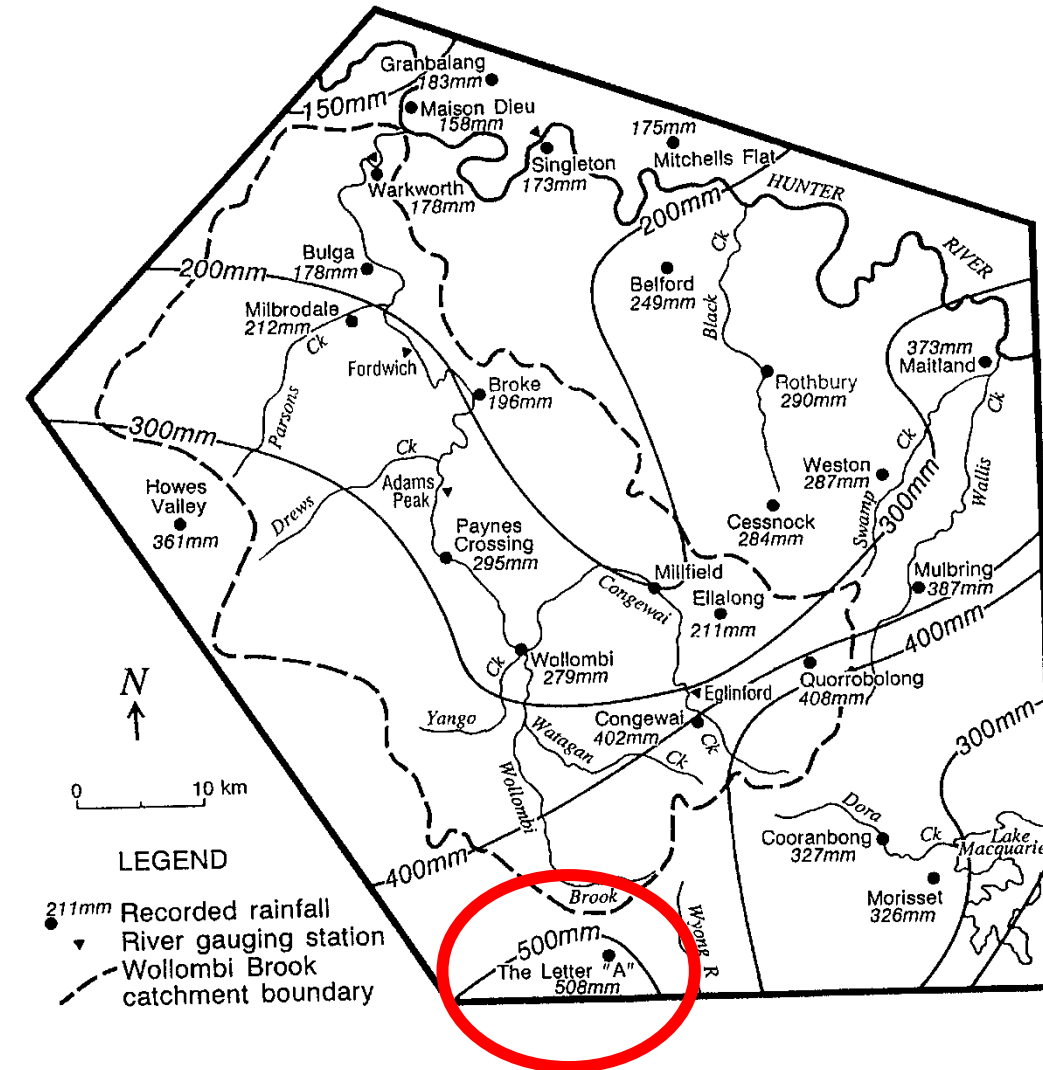 Granbalang
183mm
150mm
Maison Dieu
158mm
175mm
Mitchells Flat
Singleton
173mm
Warkworth
178mm
HUNTER
200mm
RIVER
Bulga
178mm
200mm
Ck
Belford
249mm
Black
Milbrodale
212mm
Ck
Fordwich
373mm
Maitland
Broke
196mm
Rothbury
290mm
Ck
Parsons
300mm
Ck
Ck
Adams
Peak
Weston
287mm
300mm
Wallis
Howes
Valley
361mm
Drews
Swamp
Cessnock
284mm
Paynes
Crossing
295mm
Millfield
Congewai
Ellalong
211mm
Mulbring
387mm
400mm
Wollombi
279mm
Ck
Quorrobolong
408mm
N
Eglinford
Yango
Congewai
402mm
Ck
Watagan
Ck
300mm
Wollombi
0 10 km
Dora
Ck
Cooranbong
327mm
Lake
Macquarie
LEGEND
400mm
Morisset
326mm
Brook
Wyong R
211mm Recorded rainfall
River gauging station
Wollombi Brook
catchment boundary
500mm
The Letter "A"
508mm